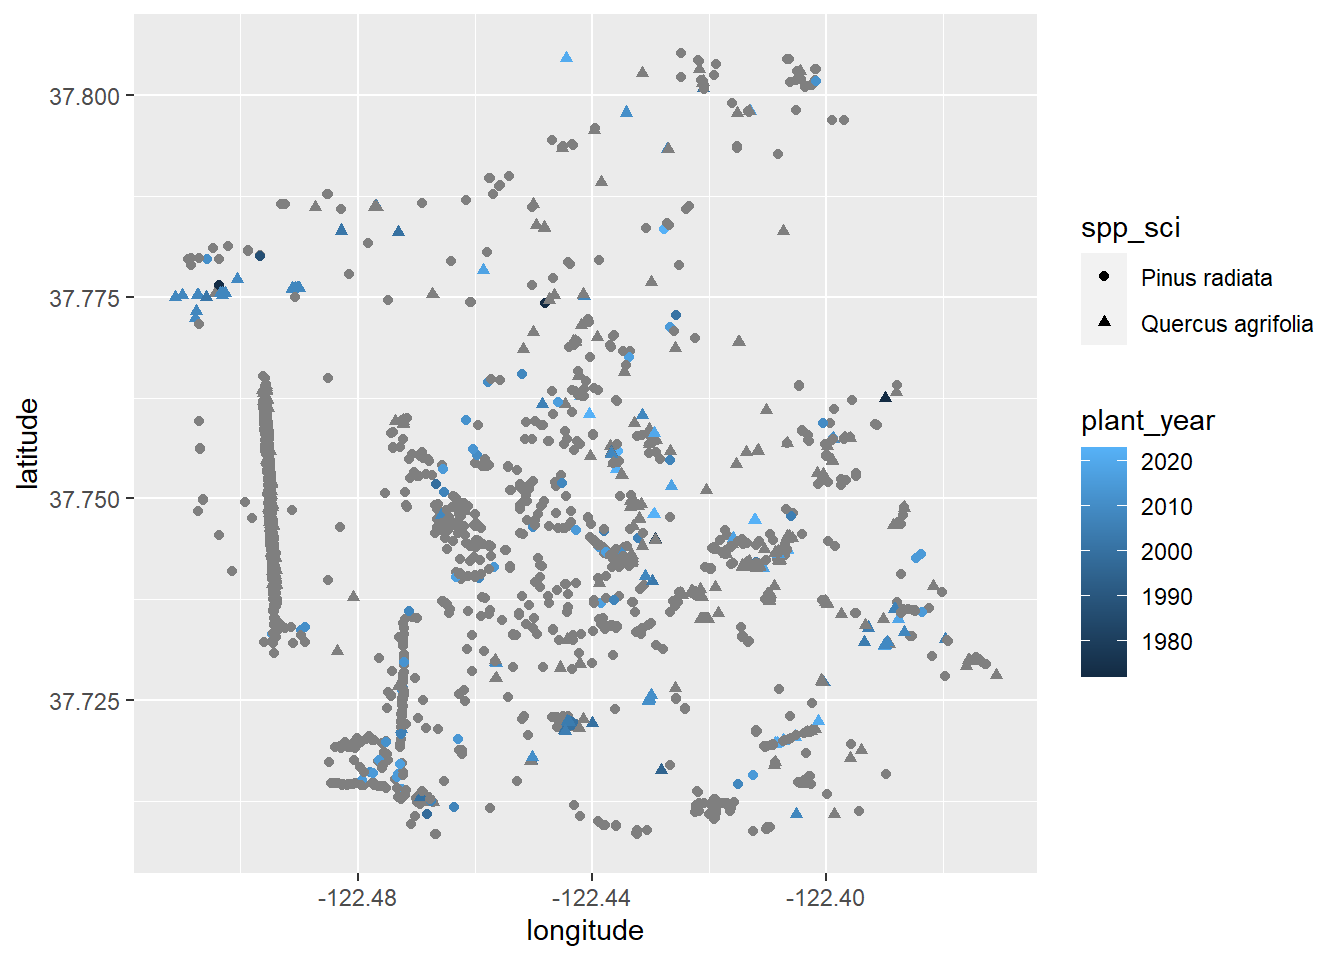 37.800
37.775
37.750
37.725
latitude
-122.48
-122.44
-122.40
longitude
spp_sci
Pinus radiata
Quercus agrifolia
plant_year
2020
2010
2000
1990
1980